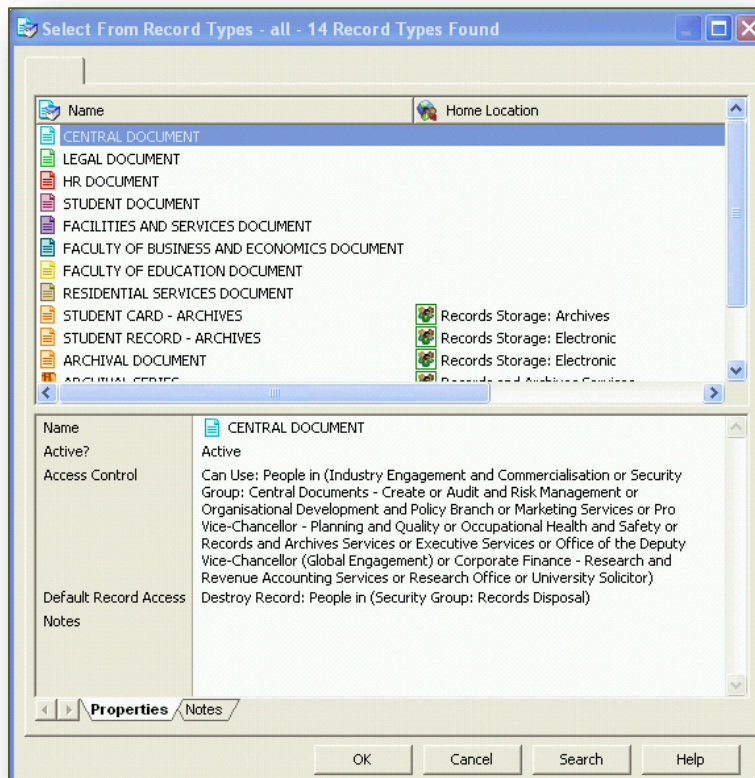 Select From Record Types - all - 14 Record Types Found
Name Home Location
CENTRAL DOCUMENT
LEGAL DOCUMENT
HR DOCUMENT
STUDENT DOCUMENT
FACILITIES AND SERVICES DOCUMENT
FACULTY OF BUSINESS AND ECONOMICS DOCUMENT
FACULTY OF EDUCATION DOCUMENT
RESIDENTIAL SERVICES DOCUMENT
STUDENT CARD - ARCHIVES Records Storage: Archives
STUDENT RECORD - ARCHIVES Records Storage: Electronic
ARCHIVAL DOCUMENT Records Storage: Electronic
ARCHIVAL SERIES Records and Archives Services
Name CENTRAL DOCUMENT
Active? Active
Access Control Can Use: People in (Industry Engagement and Commercialisation or Security
Group: Central Documents - Create or Audit and Risk Management or
Organisational Development and Policy Branch or Marketing Services or Pro
Vice-Chancellor - Planning and Quality or Occupational Health and Safety or
Records and Archives Services or Executive Services or Office of the Deputy
Vice-Chancellor (Global Engagement) or Corporate Finance - Research and
Revenue Accounting Services or Research Office or University Solicitor)
Default Record Access Destroy Record: People in (Security Group: Records Disposal)
Notes
Properties Notes
OK Cancel Search Help